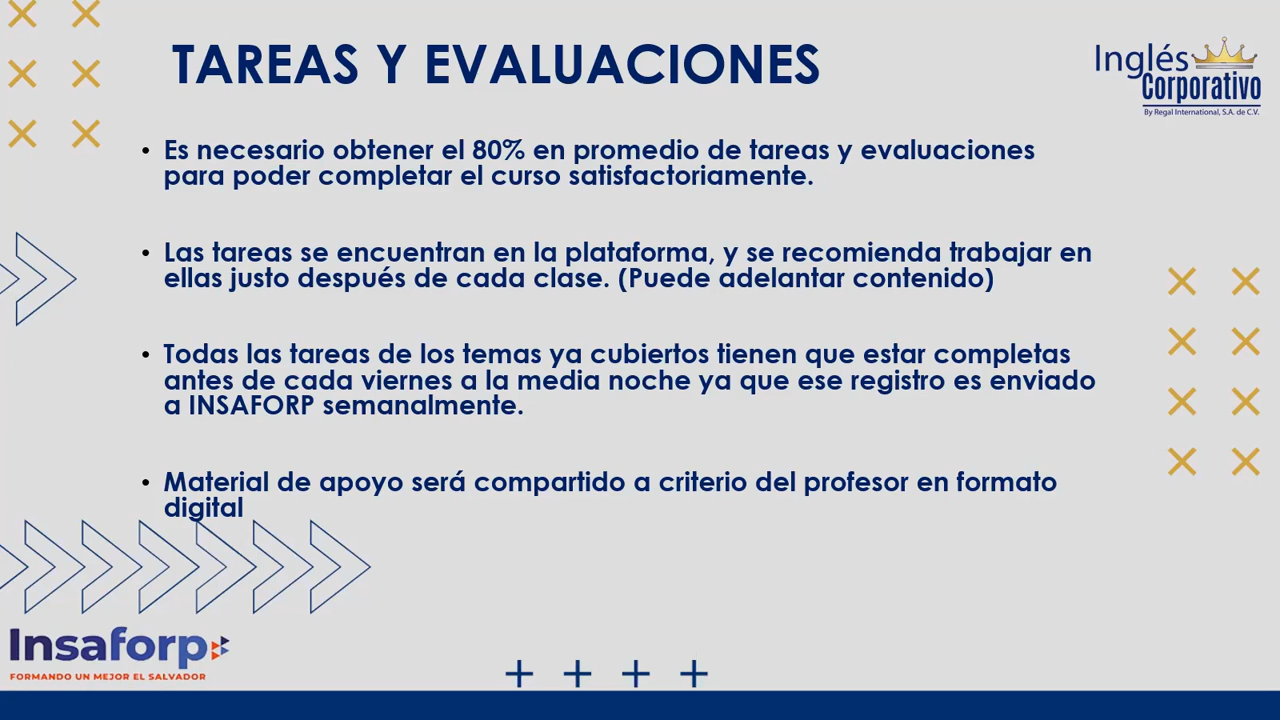 TAREAS Y EVALUACIONES
Inglés
Corporativo
By Regal International, S.A. de C.V.
• Es necesario obtener el 80% en promedio de tareas y evaluaciones
para poder completar el curso satisfactoriamente.
• Las tareas se encuentran en la plataforma, y se recomienda trabajar en
ellas justo después de cada clase. (Puede adelantar contenido)
• Todas las tareas de los temas ya cubiertos tienen que estar completas
antes de cada viernes a la media noche ya que ese registro es enviado
a INSAFORP semanalmente.
• Material de apoyo será compartido a criterio del profesor en formato
digital
Insaforp
FORMANDO UN MEJOR EL SALVADOR